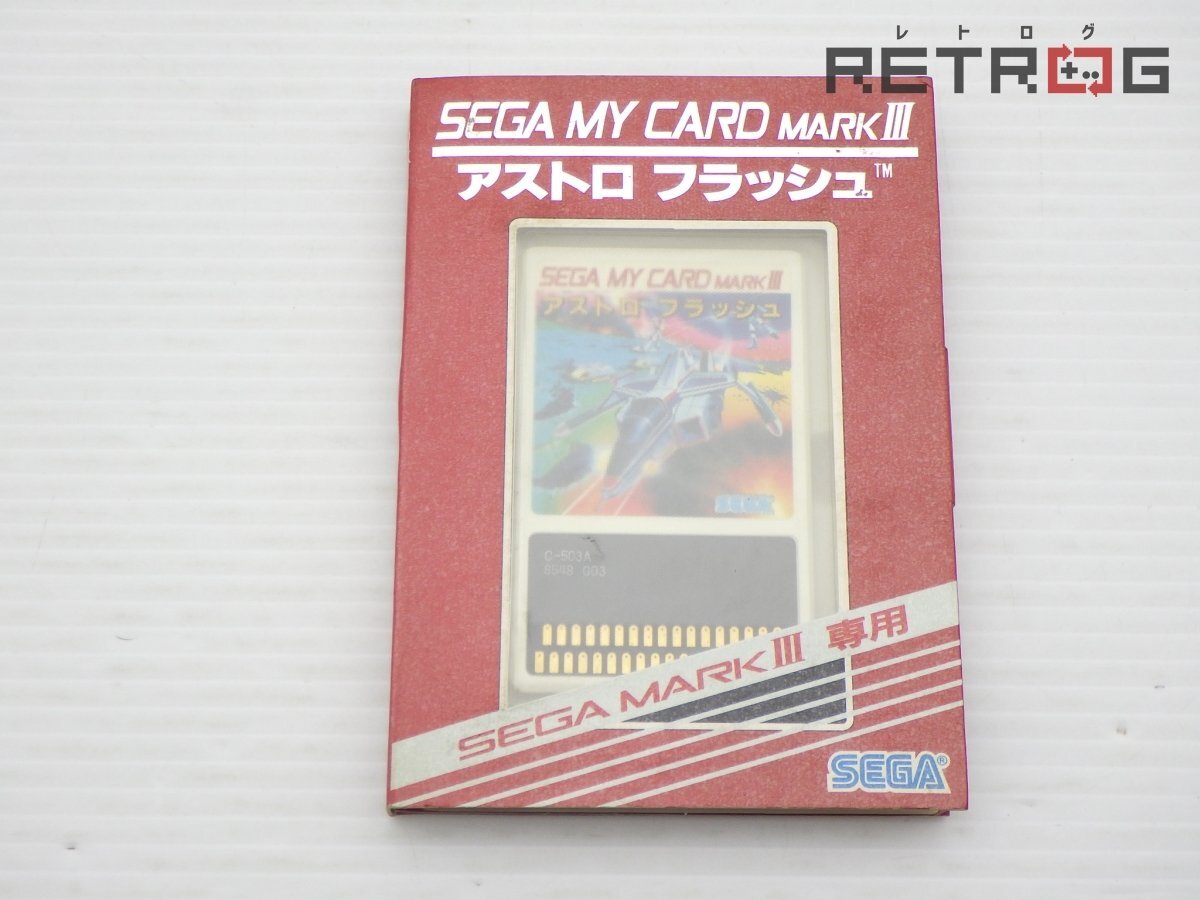 レトログ
RETROG
SEGA MY CARD MARK III
アストロ フラッシュ™
SEGA MY CARD MARK III
アストロ フラッシュ
SEGA
C-503A
SEGA MARK III 専用
SEGA®